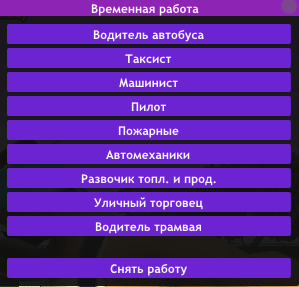 Временная работа
Водитель автобуса
Таксист
Машинист
Пилот
Пожарные
Автомеханики
Развочик топл. и прод.
Уличный торговец
Водитель трамвая
Снять работу